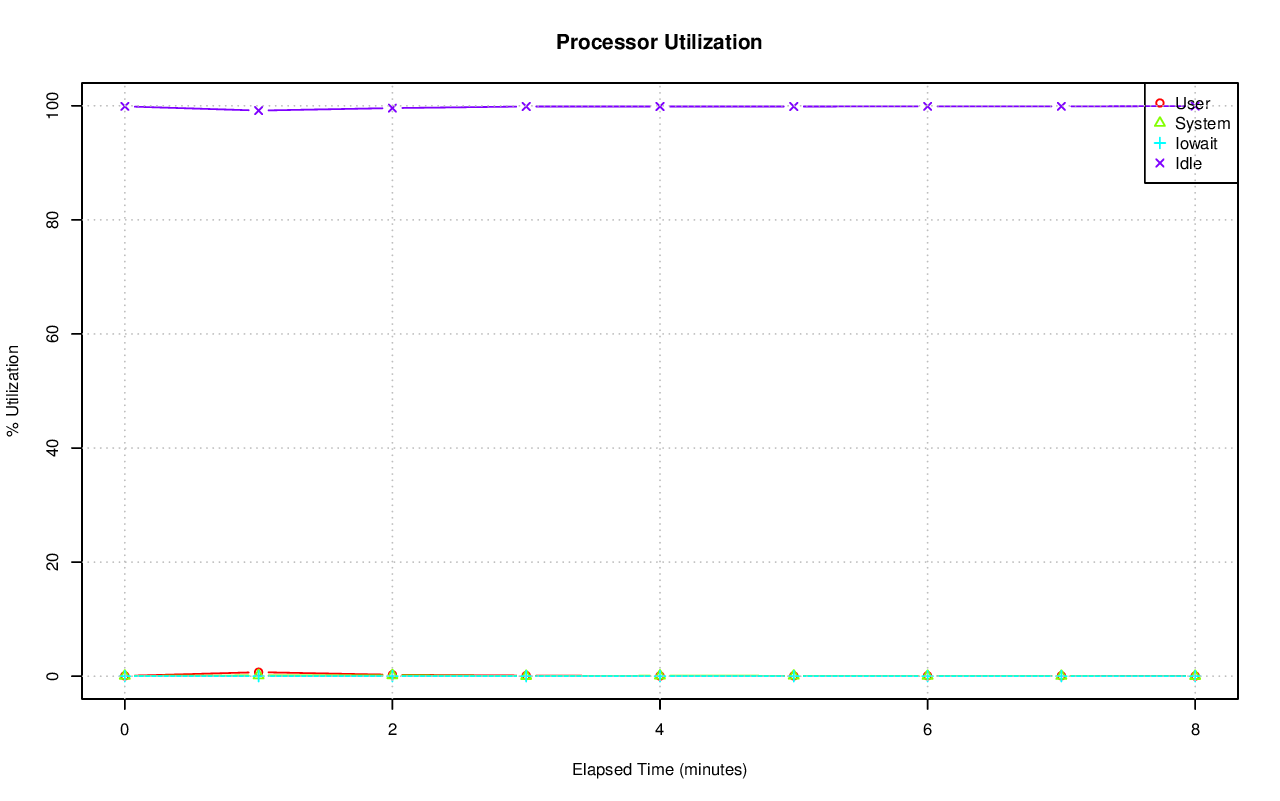 Processor Utilization
100
80
60
40
20
0
% Utilization
User
System
Iowait
Idle
0 2 4 6 8
Elapsed Time (minutes)